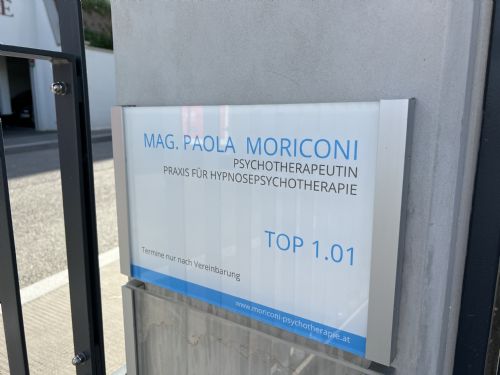 MAG. PAOLA MORICONI
PSYCHOTHERAPEUTIN
PRAXIS FÜR HYPNOSEPSYCHOTHERAPIE
TOP 1.01
Termine nur nach Vereinbarung
www.moriconi-psychotherapie.at